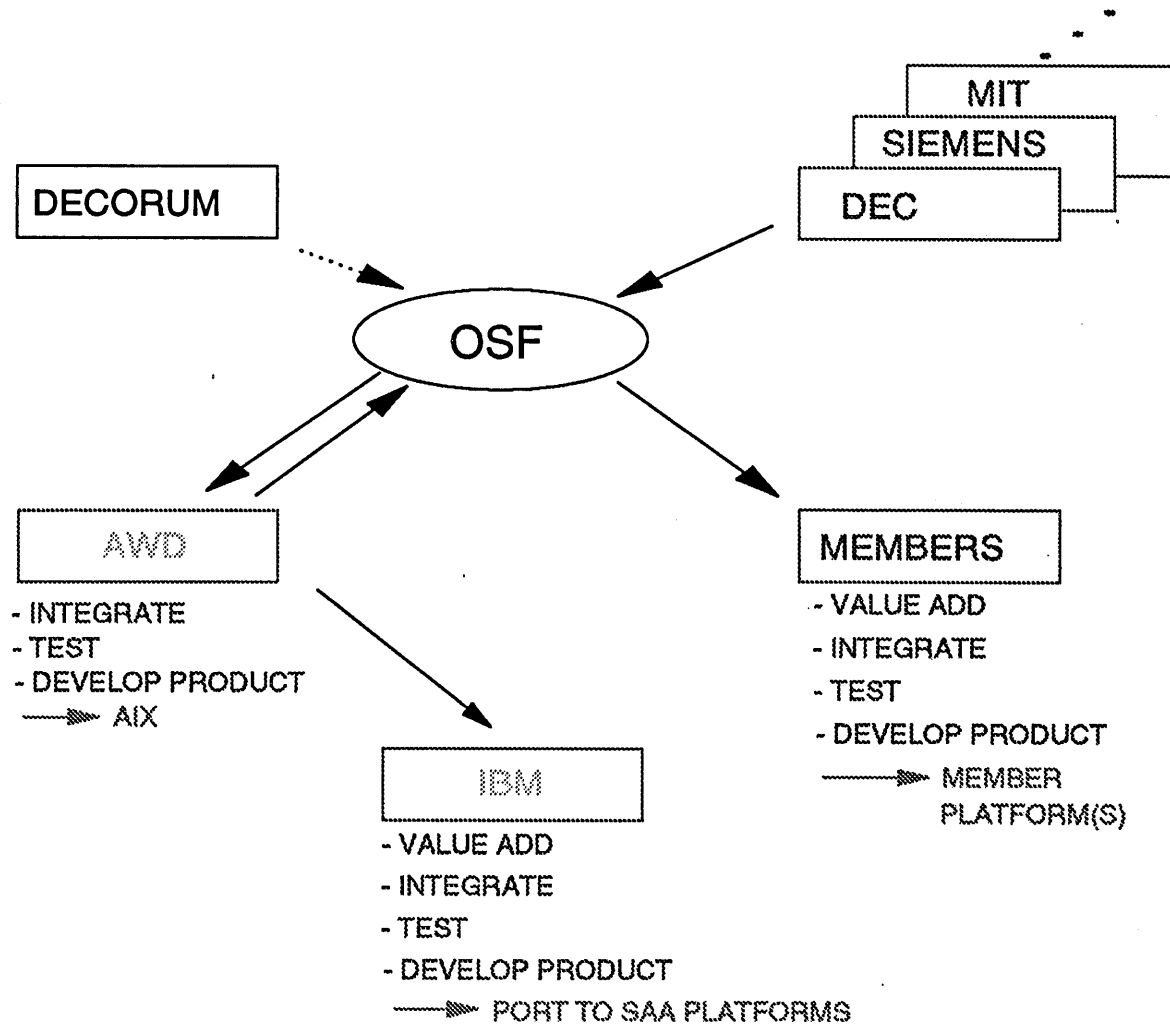 MIT
SIEMENS
DECORUM
DEC
OSF
AWD
- INTEGRATE
- TEST
- DEVELOP PRODUCT
AIX
MEMBERS
- VALUE ADD
- INTEGRATE
- TEST
- DEVELOP PRODUCT
MEMBER
PLATFORM(S)
IBM
- VALUE ADD
- INTEGRATE
- TEST
- DEVELOP PRODUCT
PORT TO SAA PLATFORMS